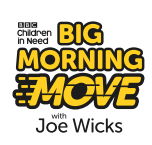 BBC
Children
in Need
BIG
MORNING
MOVE
with
Joe Wicks